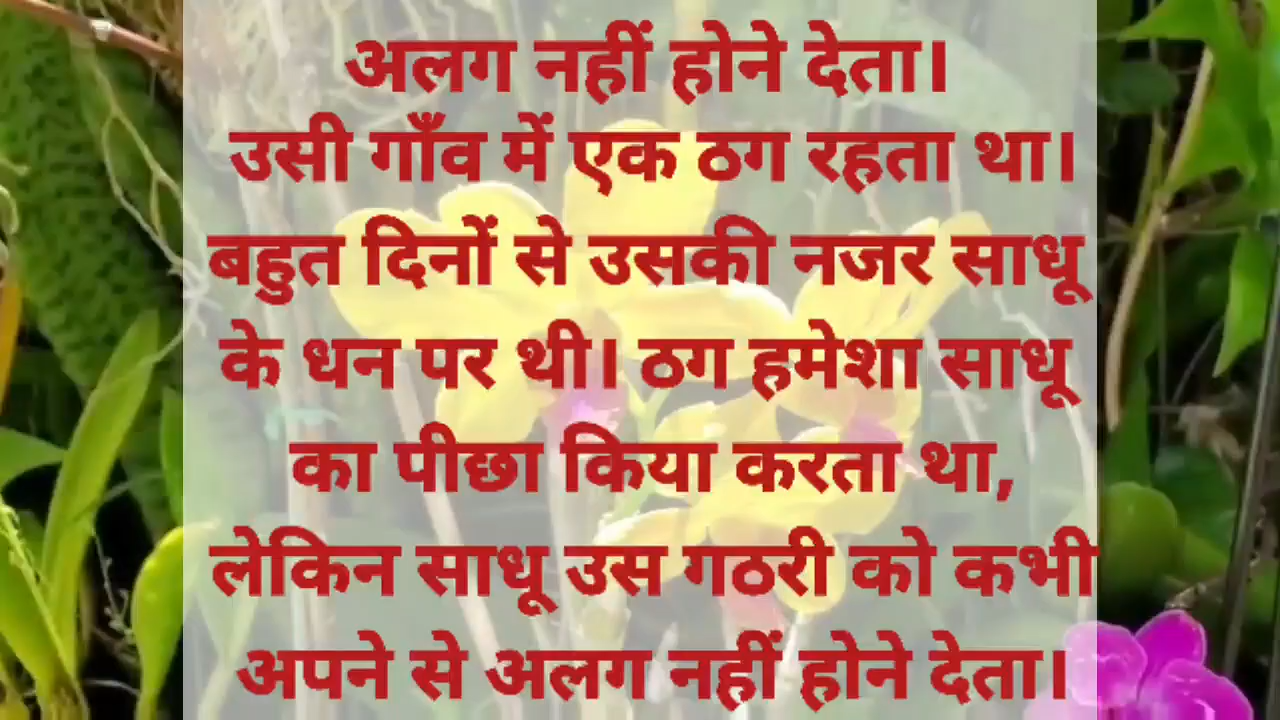 अलग नहीं होने देता।
उसी गाँव में एक ठग रहता था।
बहुत दिनों से उसकी नजर साधू
के धन पर थी। ठग हमेशा साधू
का पीछा किया करता था,
लेकिन साधू उस गठरी को कभी
अपने से अलग नहीं होने देता।